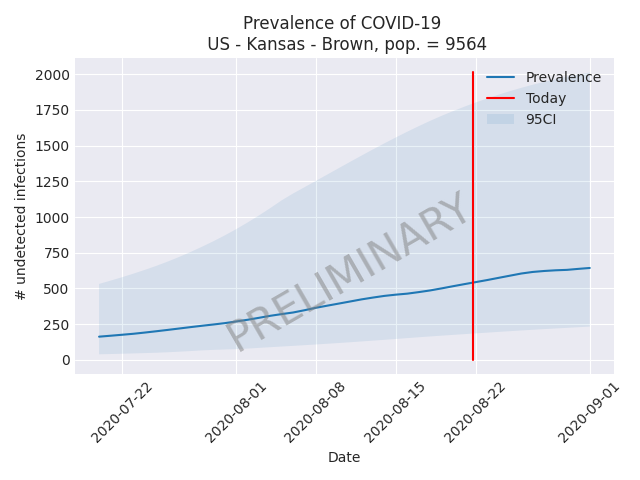 Prevalence of COVID-19
US - Kansas - Brown, pop. = 9564
2000
1750
1500
1250
1000
750
500
250
0
# undetected infections
Prevalence
Today
95CI
PRELIMINARY
2020-07-22
2020-08-01
2020-08-08
2020-08-15
2020-08-22
2020-09-01
Date